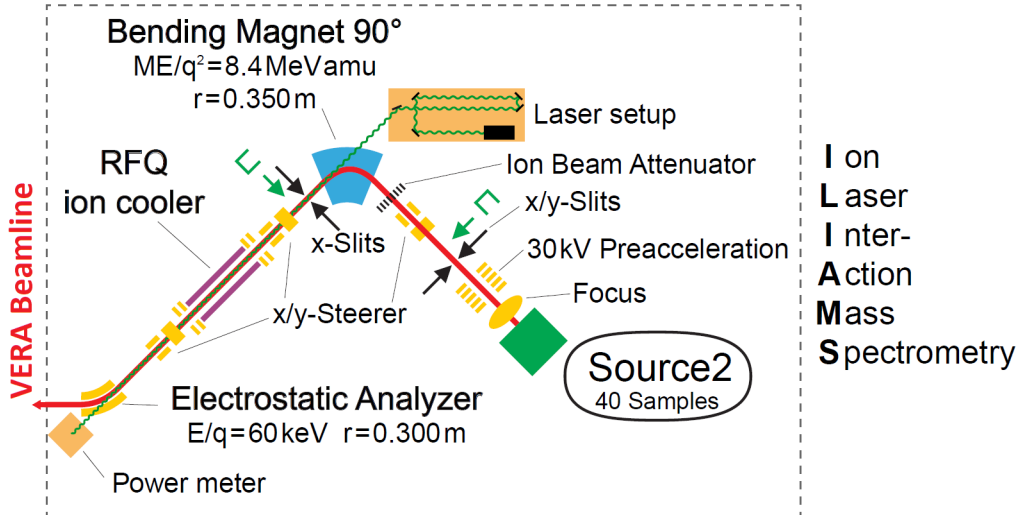 Bending Magnet 90°
ME/q²=8.4MeVamu
r=0.350m
Laser setup
RFQ
ion cooler
Ion Beam Attenuator
x/y-Slits
x-Slits
30kV Preacceleration
Focus
x/y-Steerer
VERA Beamline
Source2
40 Samples
Electrostatic Analyzer
E/q=60keV r=0.300m
Power meter
I on
L aser
I nter-
A ction
M ass
S pectrometry